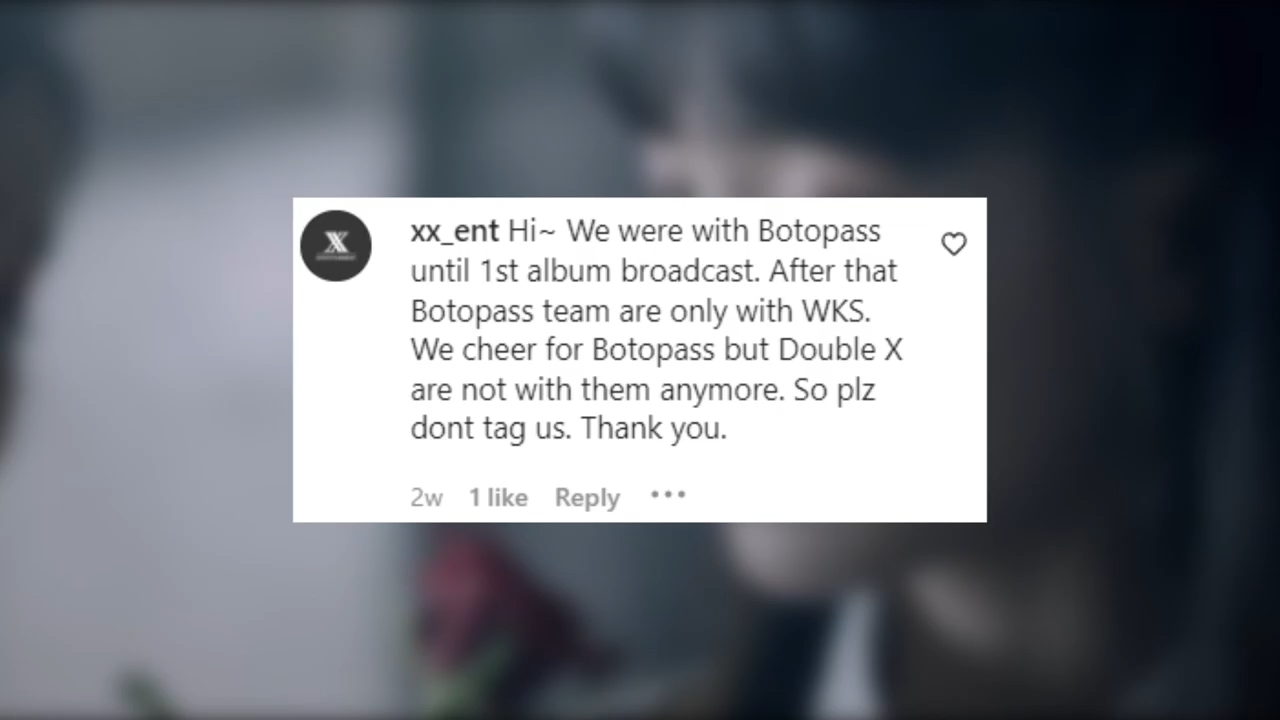 xx_ent Hi~ We were with Botopass
until 1st album broadcast. After that
Botopass team are only with WKS.
We cheer for Botopass but Double X
are not with them anymore. So plz
dont tag us. Thank you.
2w 1 like Reply •••